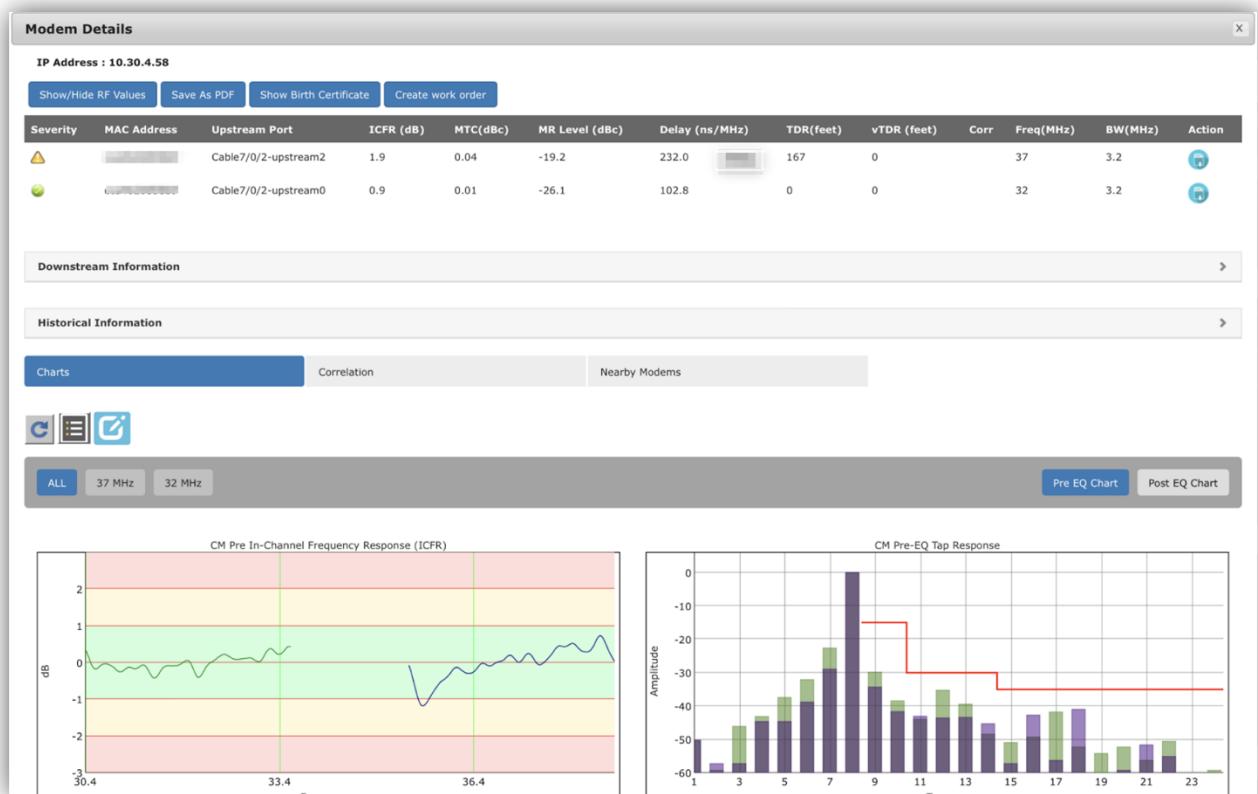 Modem Details X
IP Address : 10.30.4.58
Show/Hide RF Values Save As PDF Show Birth Certificate Create work order
Severity MAC Address Upstream Port ICFR (dB) MTC(dBc) MR Level (dBc) Delay (ns/MHz) TDR(feet) vTDR (feet) Corr Freq(MHz) BW(MHz) Action
Cable7/0/2-upstream2 1.9 0.04 -19.2 232.0 167 0 37 3.2
Cable7/0/2-upstream0 0.9 0.01 -26.1 102.8 0 0 32 3.2
Downstream Information
Historical Information
Charts Correlation Nearby Modems
ALL 37 MHz 32 MHz Pre EQ Chart Post EQ Chart
CM Pre In-Channel Frequency Response (ICFR)
2
1
0
-1
-2
-3
dB
30.4 33.4 36.4
CM Pre-EQ Tap Response
0
-10
-20
-30
-40
-50
-60
Amplitude
1 3 5 7 9 11 13 15 17 19 21 23